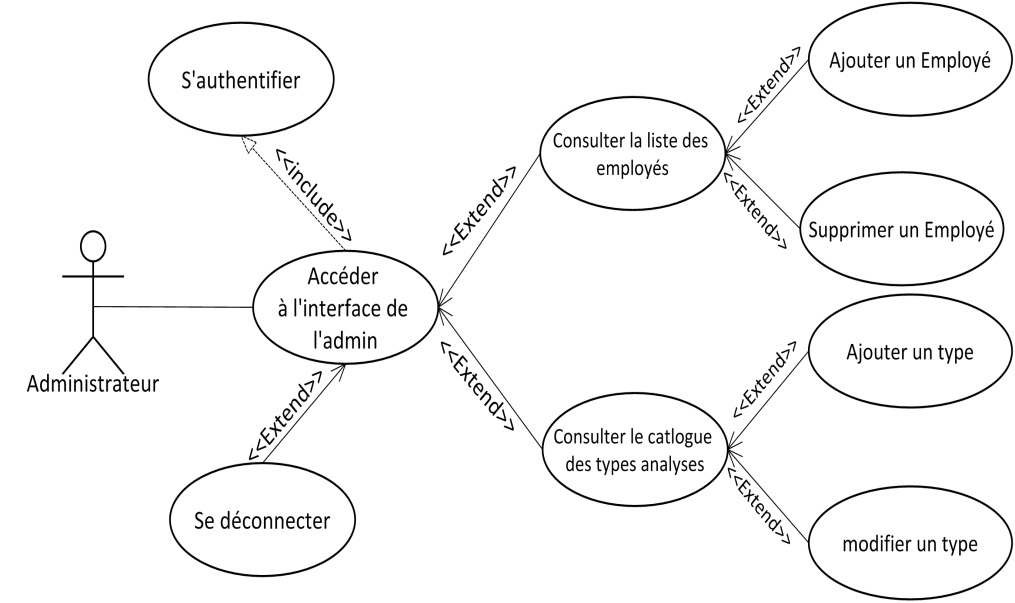 S'authentifier
<<include>>
Administrateur
Accéder
à l'interface de
l'admin
<<Extend>>
Se déconnecter
<<Extend>>
<<Extend>>
Consulter la liste des
employés
<<Extend>>
Ajouter un Employé
<<Extend>>
Supprimer un Employé
Consulter le catlogue
des types analyses
<<Extend>>
Ajouter un type
<<Extend>>
modifier un type